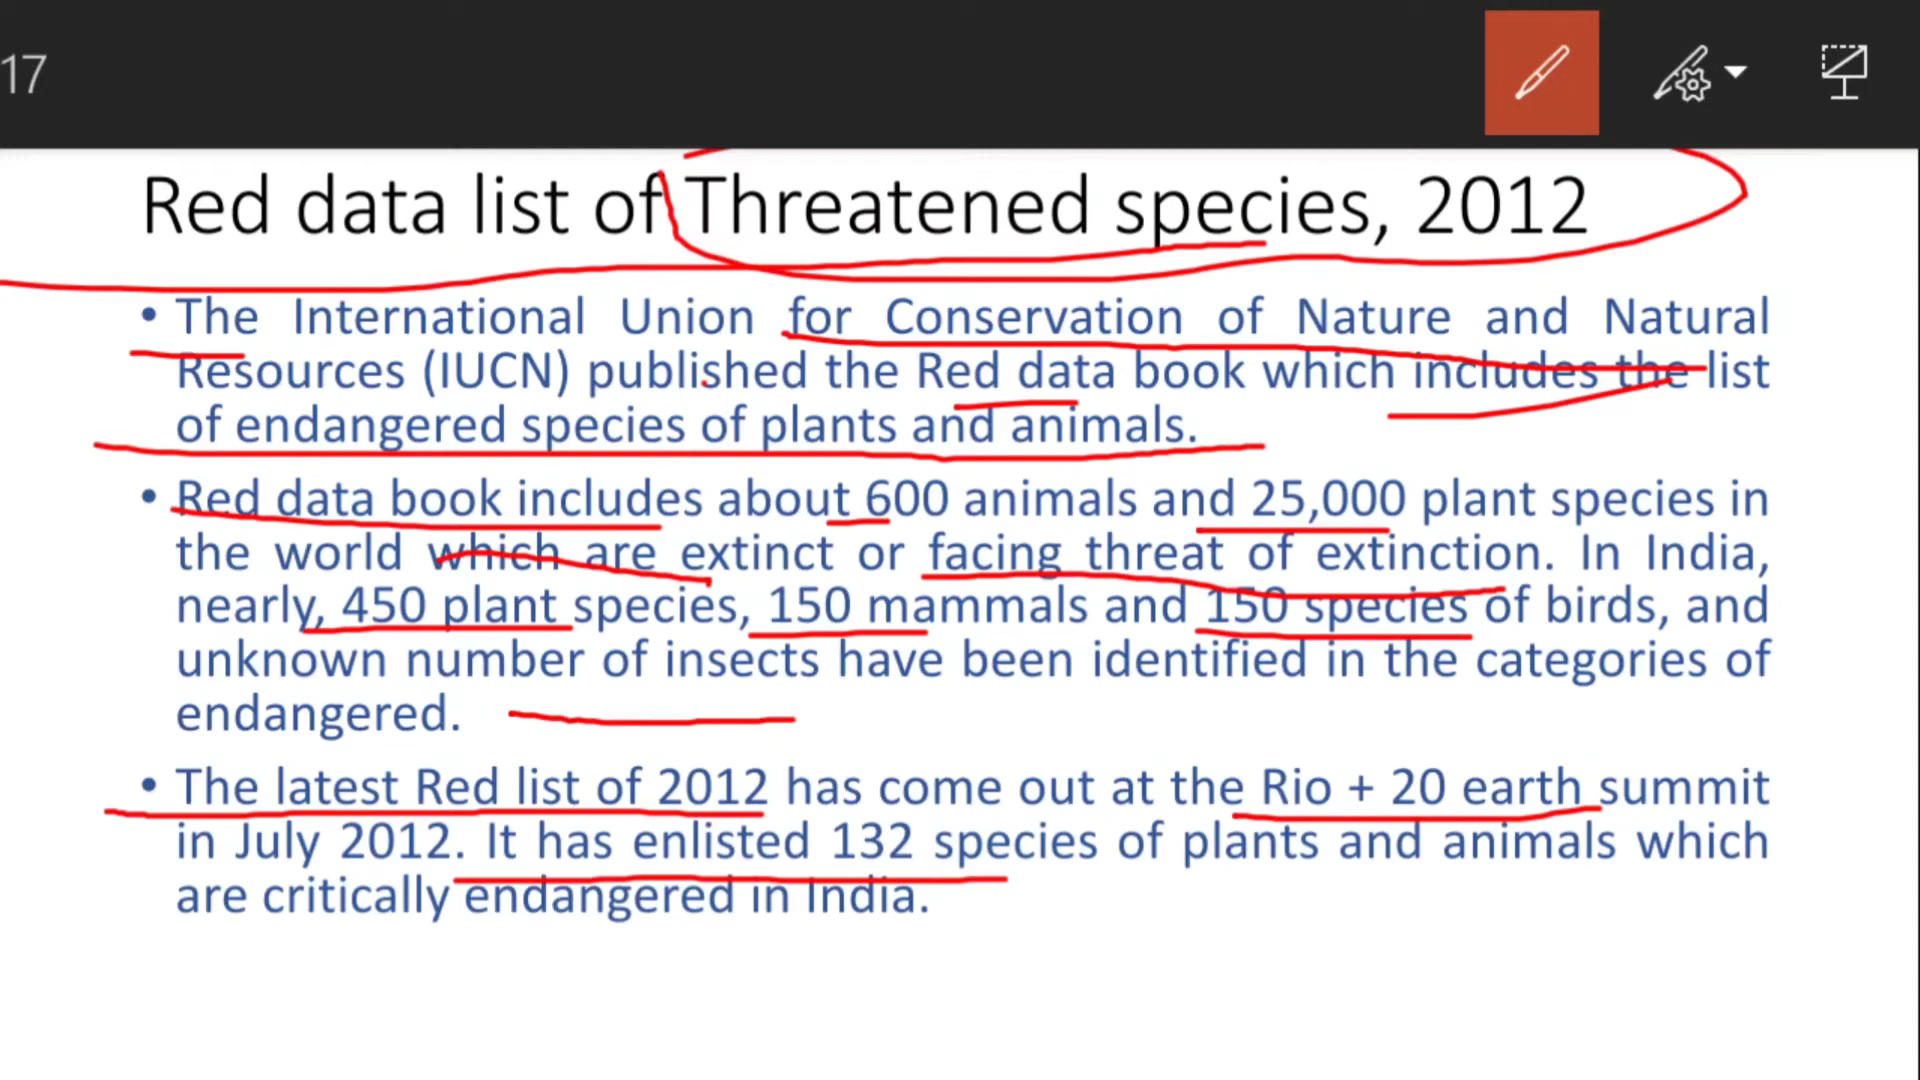 17
Red data list of Threatened species, 2012
• The International Union for Conservation of Nature and Natural
Resources (IUCN) published the Red data book which includes the list
of endangered species of plants and animals.
• Red data book includes about 600 animals and 25,000 plant species in
the world which are extinct or facing threat of extinction. In India,
nearly, 450 plant species, 150 mammals and 150 species of birds, and
unknown number of insects have been identified in the categories of
endangered.
• The latest Red list of 2012 has come out at the Rio + 20 earth summit
in July 2012. It has enlisted 132 species of plants and animals which
are critically endangered in India.